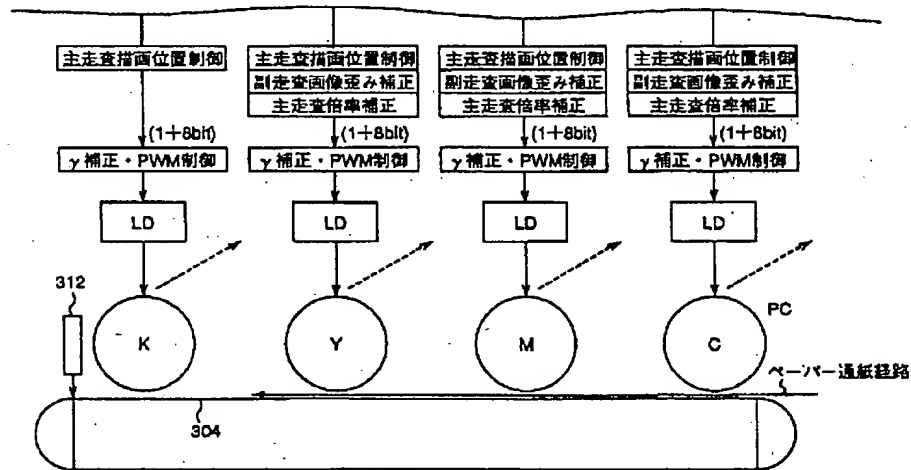 主走査描画位置制御
主走査描画位置制御
主走査描画位置制御
主走査描画位置制御
副走査画像歪み補正
副走査画像歪み補正
副走査画像歪み補正
主走査倍率補正
主走査倍率補正
主走査倍率補正
(1+8bit)
(1+8bit)
(1+8bit)
(1+8bit)
γ補正・PWM制御
γ補正・PWM制御
γ補正・PWM制御
γ補正・PWM制御
LD
LD
LD
LD
312
K
Y
M
C
PC
ペーパー通紙経路
304